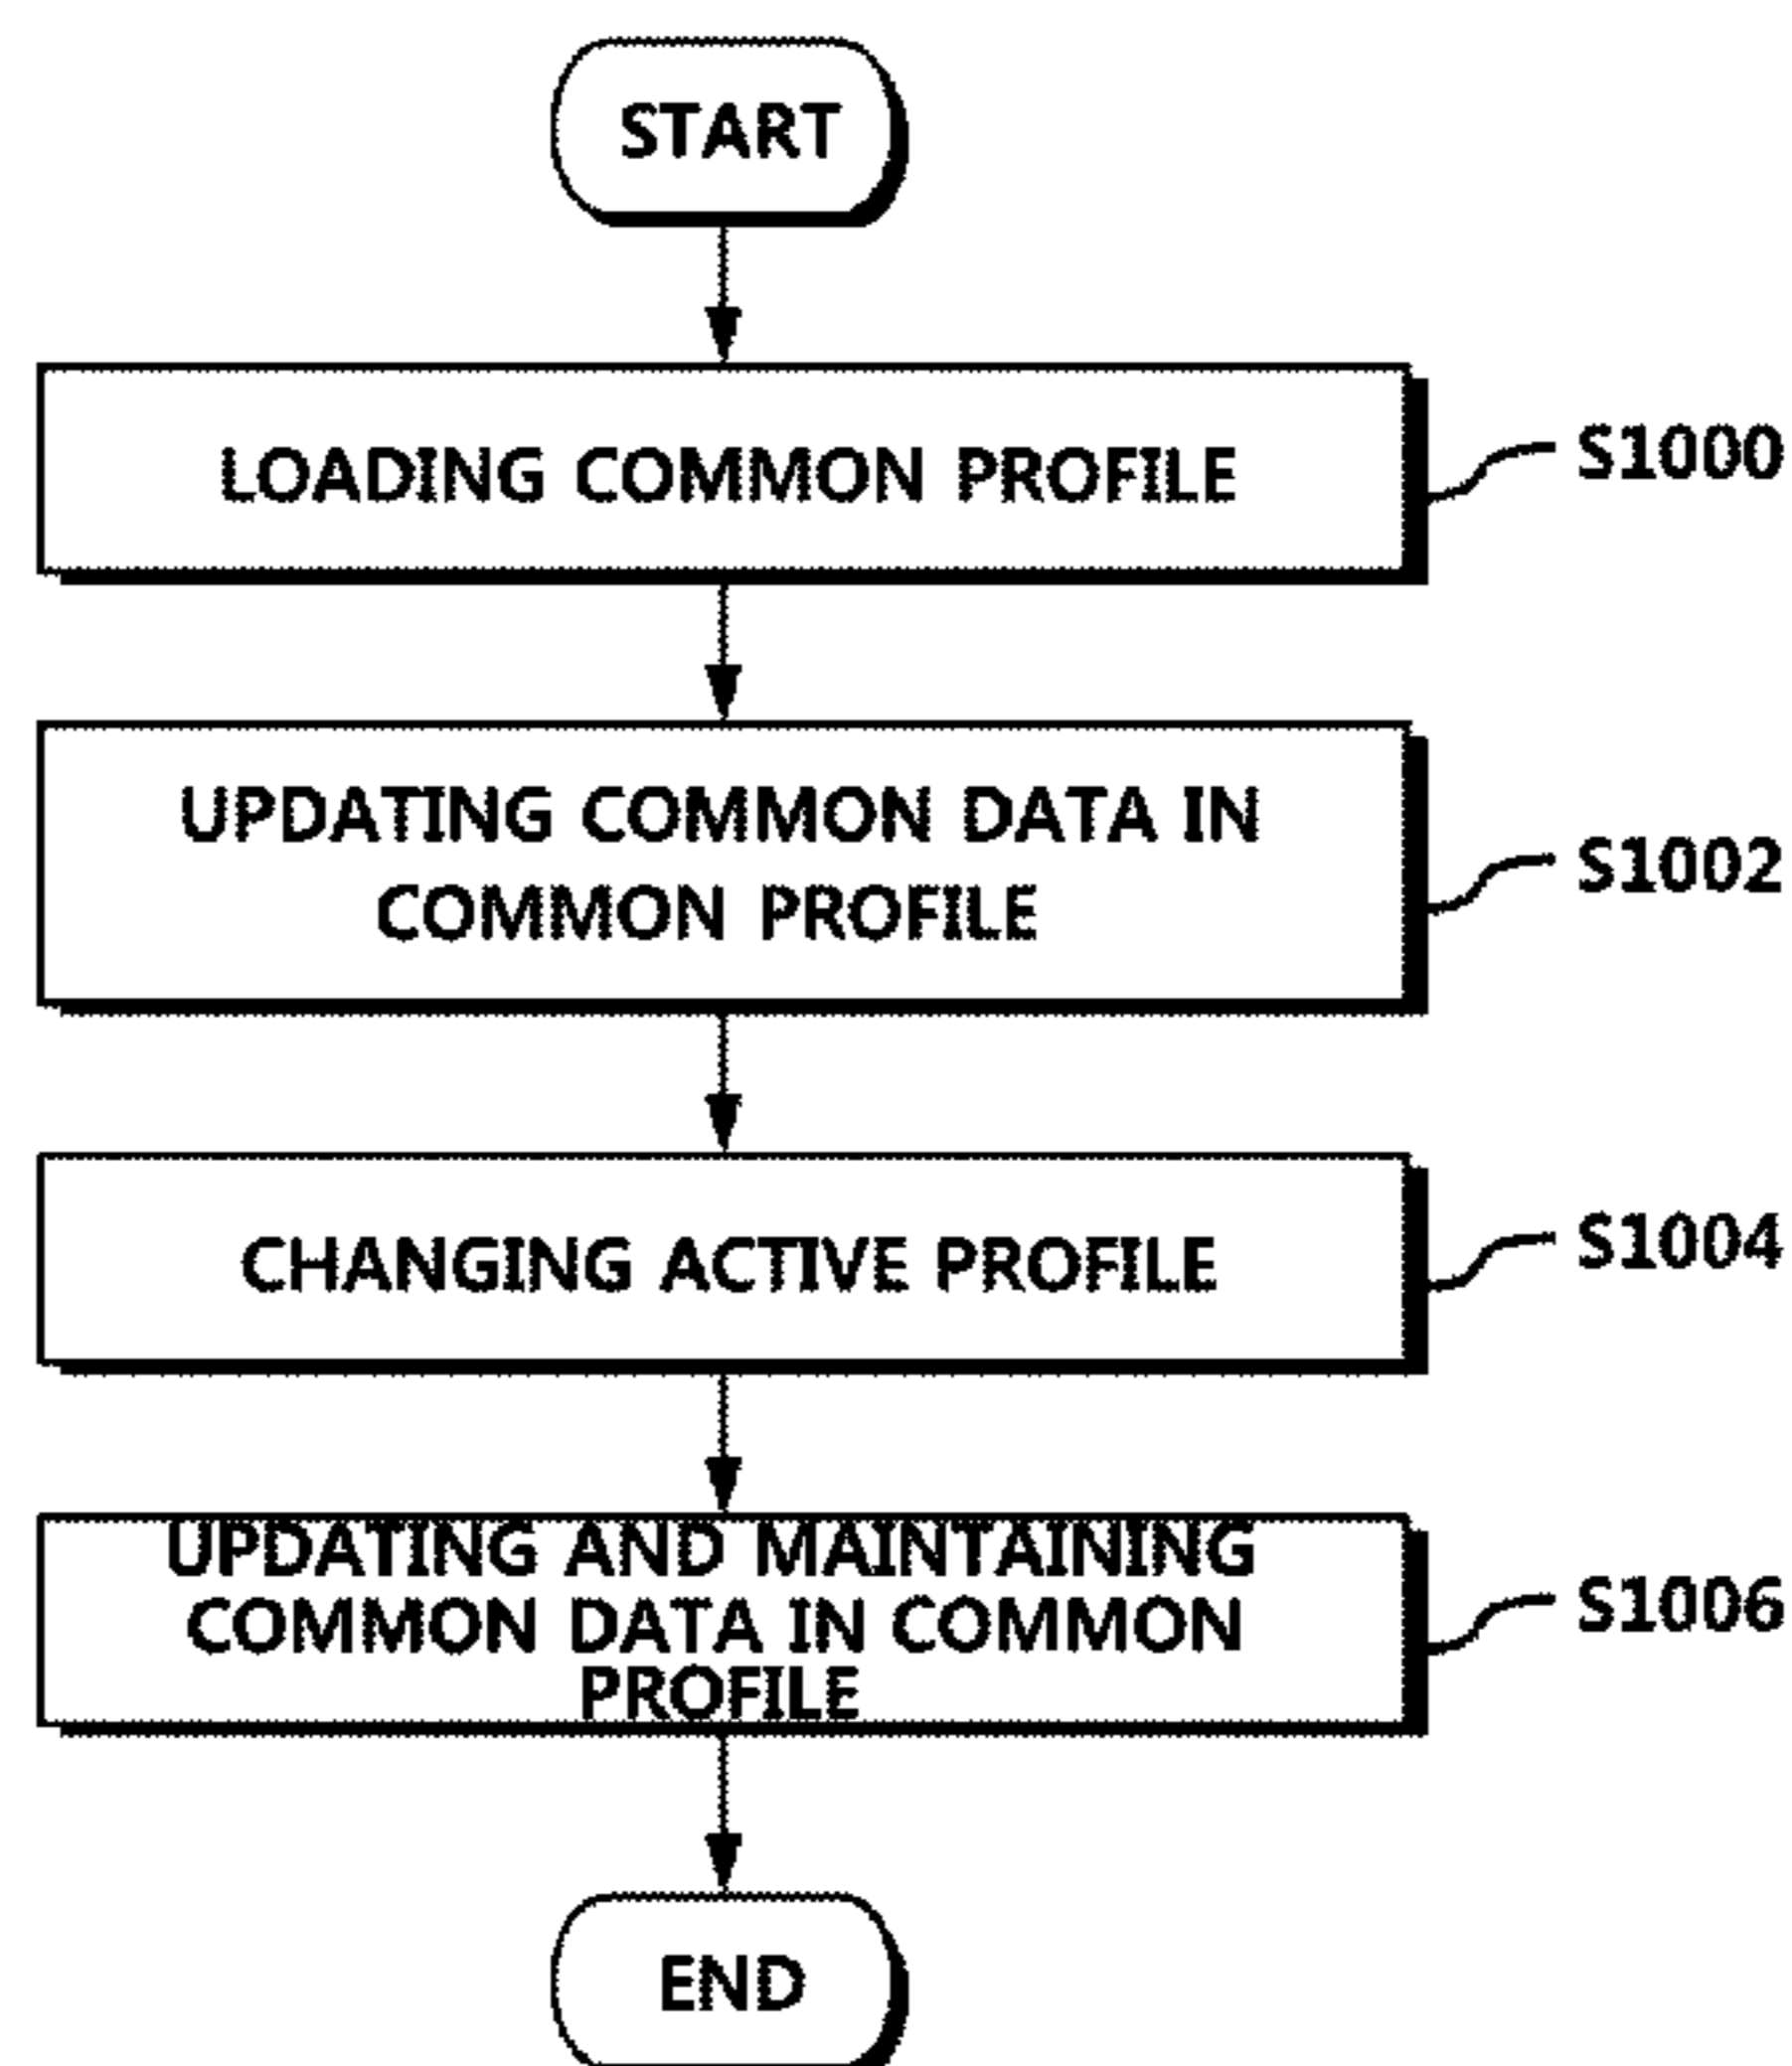 START
LOADING COMMON PROFILE
S1000
UPDATING COMMON DATA IN
COMMON PROFILE
S1002
CHANGING ACTIVE PROFILE
S1004
UPDATING AND MAINTAINING
COMMON DATA IN COMMON
PROFILE
S1006
END